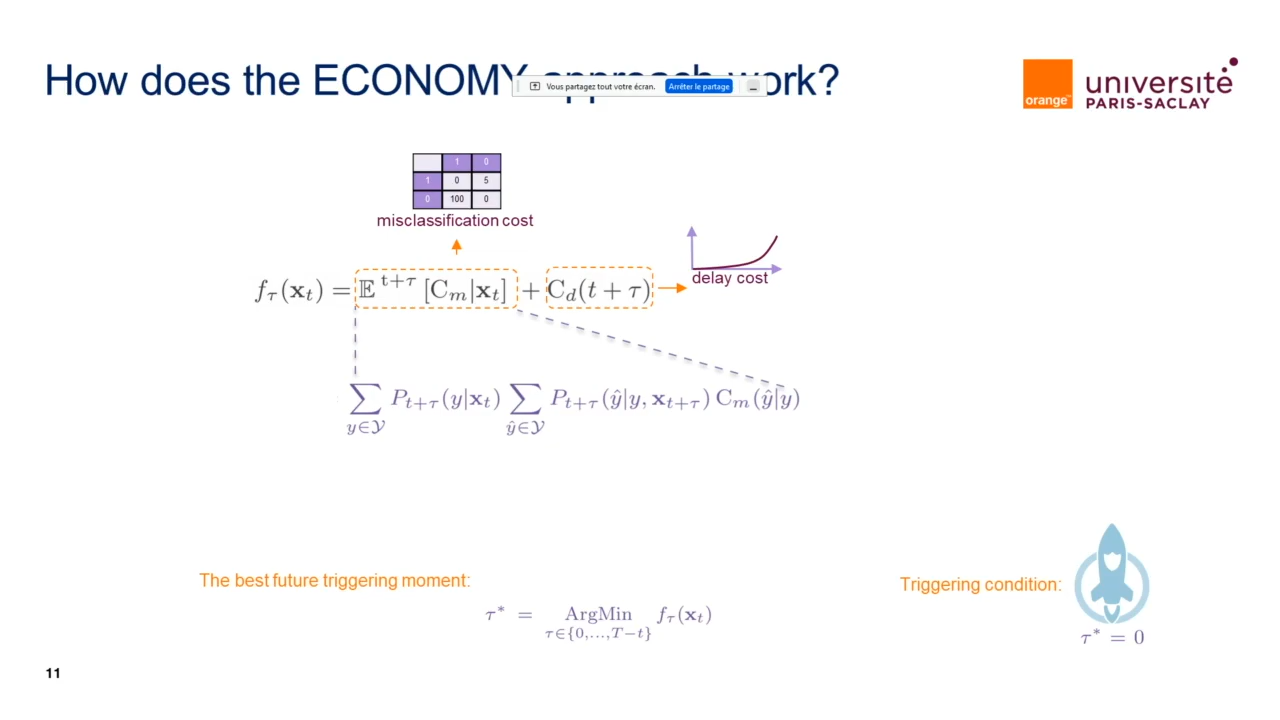 How does the ECONOMY approach work?
Vous partagez tout votre écran. Arrêter le partage
orange™
université
PARIS-SACLAY
1 0
1 0 5
0 100 0
misclassification cost
delay cost
f_τ(x_t) = 𝔼^{t+τ} [C_m|x_t] + C_d(t + τ)
∑_{y∈𝒴} P_{t+τ}(y|x_t) ∑_{ŷ∈𝒴} P_{t+τ}(ŷ|y, x_{t+τ}) C_m(ŷ|y)
The best future triggering moment:
Triggering condition:
τ* = ArgMin_{τ∈{0,...,T−t}} f_τ(x_t)
τ* = 0
11